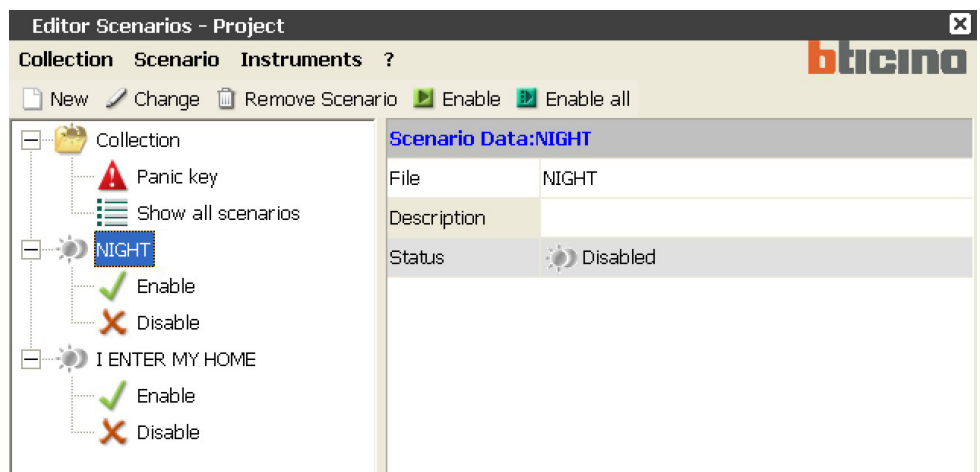 Editor Scenarios - Project
Collection Scenario Instruments ?
bticino
New Change Remove Scenario Enable Enable all
Collection
Panic key
Show all scenarios
NIGHT
Enable
Disable
I ENTER MY HOME
Enable
Disable
Scenario Data:NIGHT
File NIGHT
Description
Status Disabled